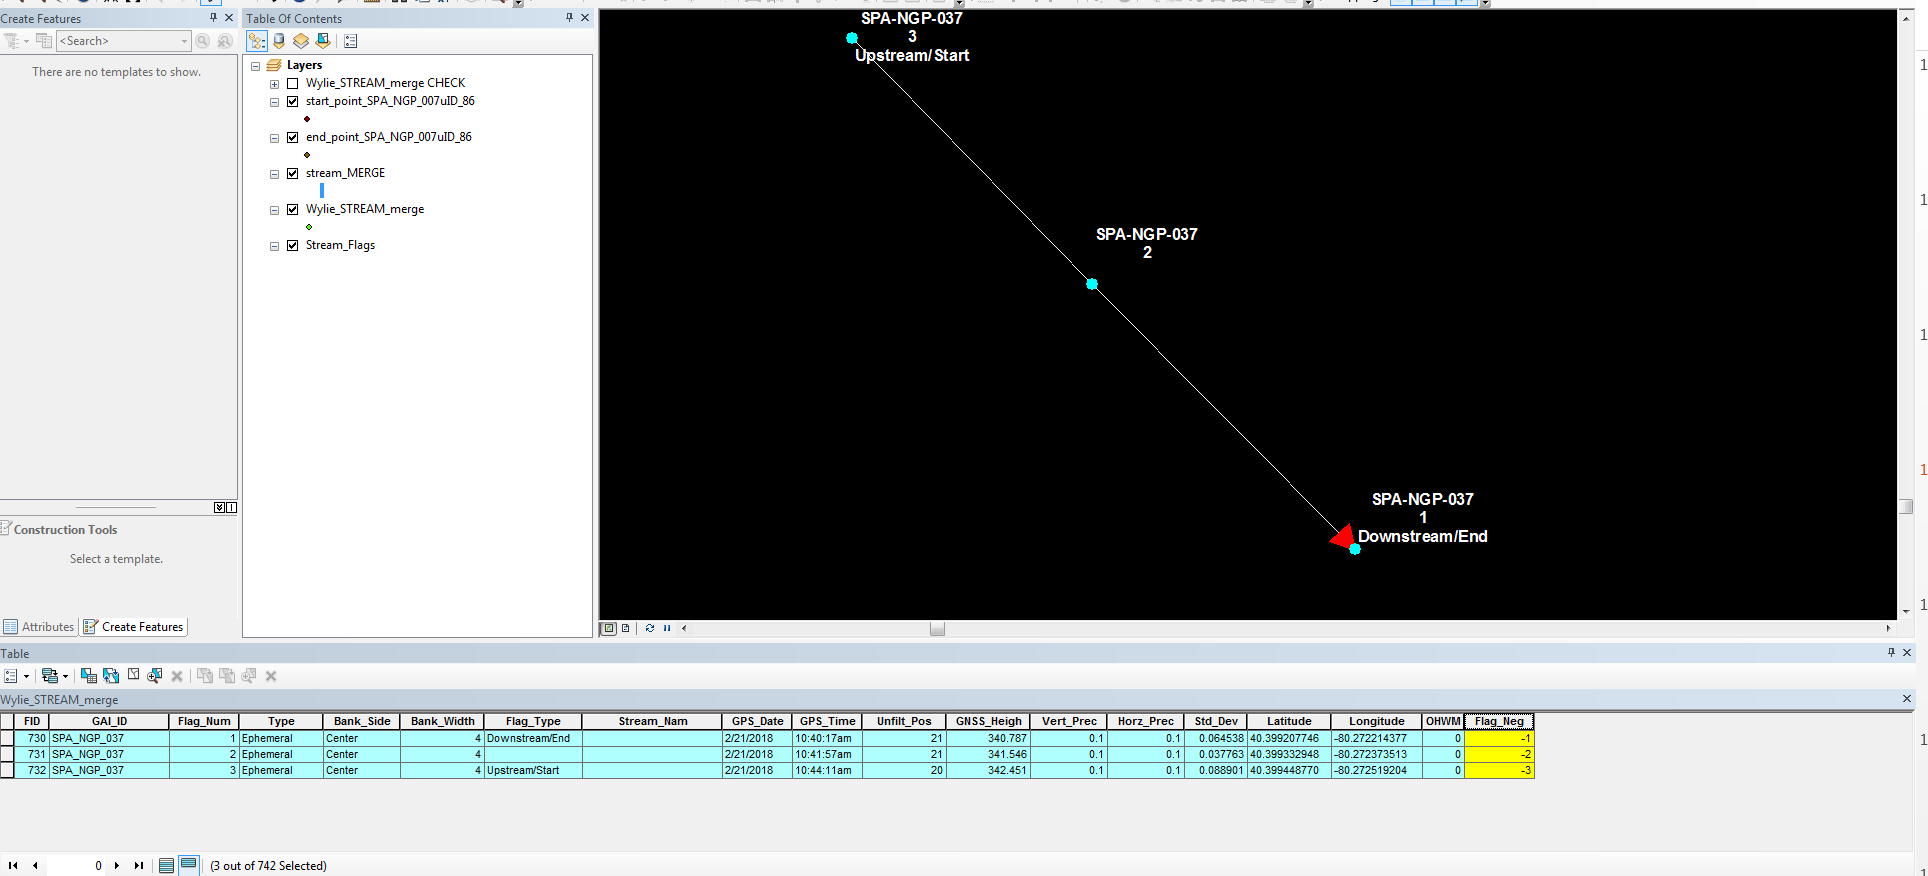 Create Features
<Search>
There are no templates to show.
Construction Tools
Select a template.
Attributes
Create Features
Table Of Contents
Layers
Wylie_STREAM_merge CHECK
start_point_SPA_NGP_007uID_86
end_point_SPA_NGP_007uID_86
stream_MERGE
Wylie_STREAM_merge
Stream_Flags
SPA-NGP-037
3
Upstream/Start
SPA-NGP-037
2
SPA-NGP-037
1
Downstream/End
Table
Wylie_STREAM_merge
FID GAI_ID Flag_Num Type Bank_Side Bank_Width Flag_Type Stream_Nam GPS_Date GPS_Time Unfilt_Pos GNSS_Heigh Vert_Prec Horz_Prec Std_Dev Latitude Longitude OHWM Flag_Neg
730 SPA_NGP_037 1 Ephemeral Center 4 Downstream/End 2/21/2018 10:40:17am 21 340.787 0.1 0.1 0.064538 40.399207746 -80.272214377 0 -1
731 SPA_NGP_037 2 Ephemeral Center 4 2/21/2018 10:41:57am 21 341.546 0.1 0.1 0.037763 40.399332948 -80.272373513 0 -2
732 SPA_NGP_037 3 Ephemeral Center 4 Upstream/Start 2/21/2018 10:44:11am 20 342.451 0.1 0.1 0.088901 40.399448770 -80.272519204 0 -3
0 (3 out of 742 Selected)